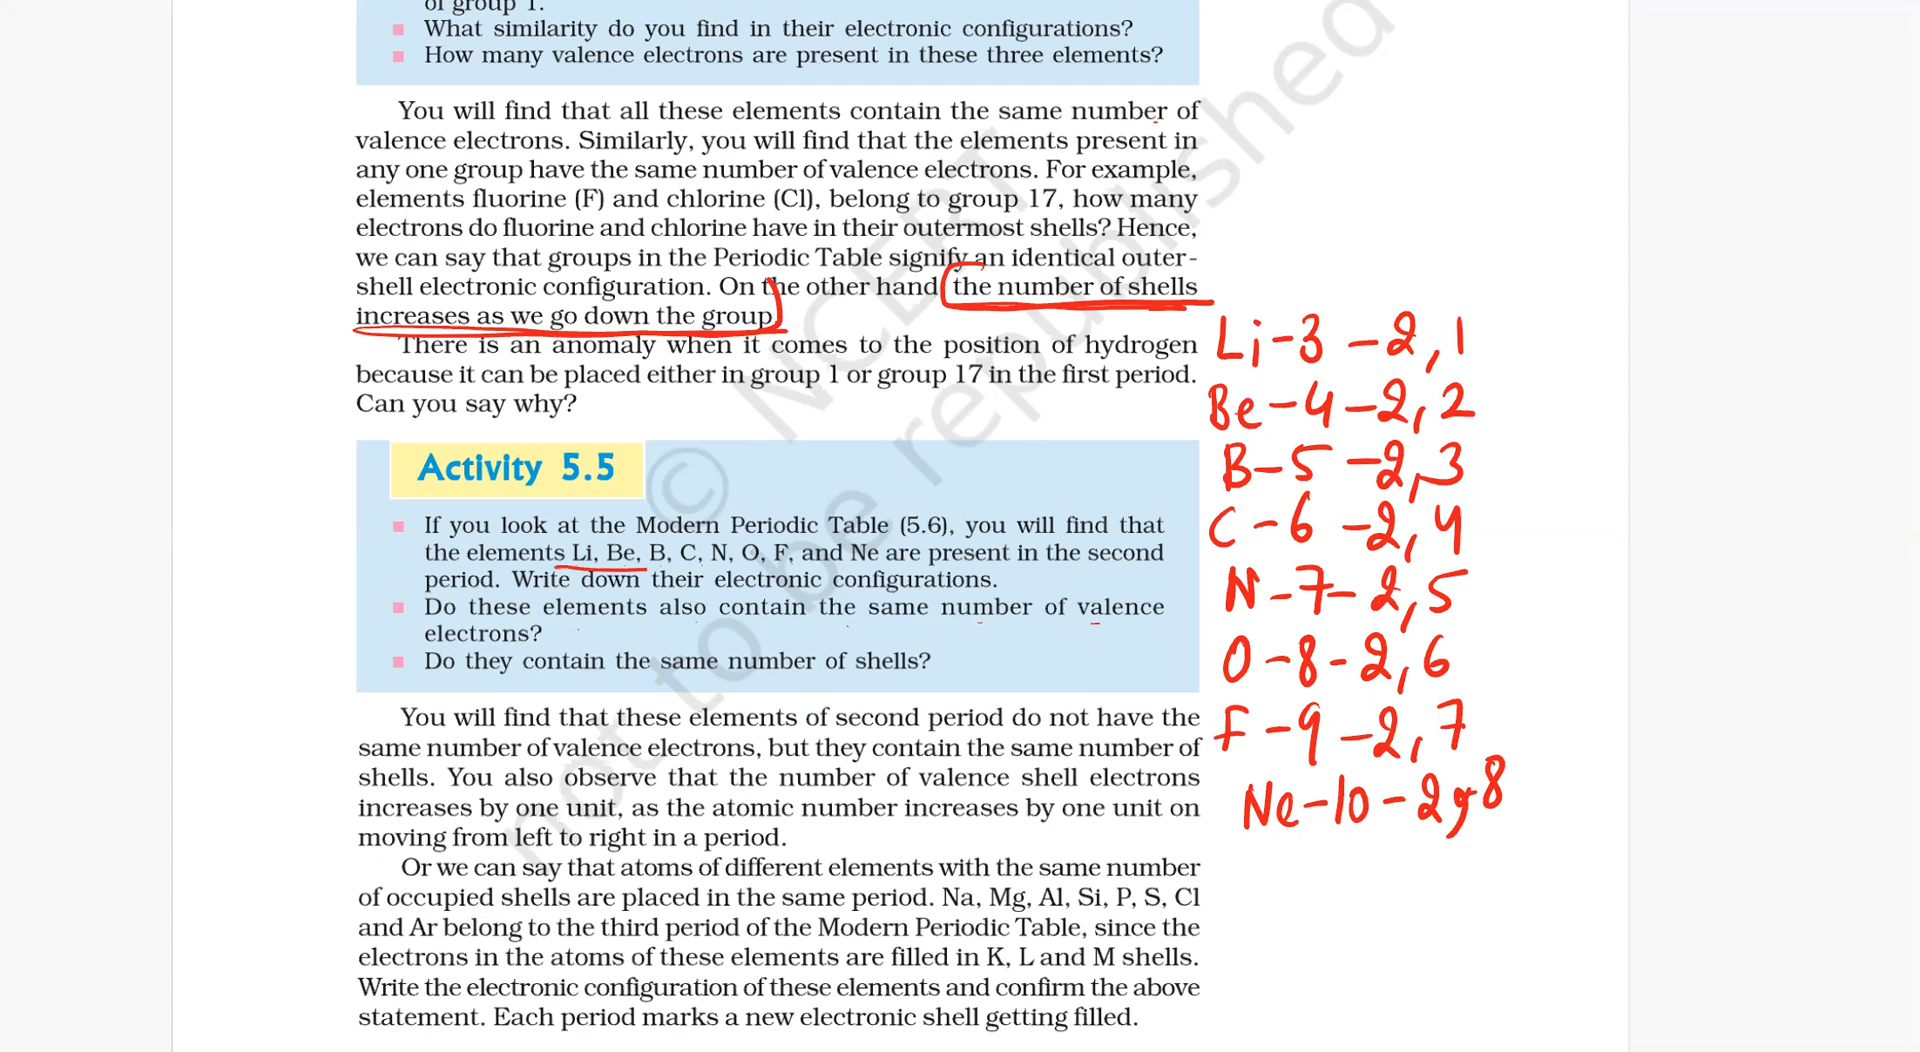 of group 1.
What similarity do you find in their electronic configurations?
How many valence electrons are present in these three elements?
You will find that all these elements contain the same number of
valence electrons. Similarly, you will find that the elements present in
any one group have the same number of valence electrons. For example,
elements fluorine (F) and chlorine (Cl), belong to group 17, how many
electrons do fluorine and chlorine have in their outermost shells? Hence,
we can say that groups in the Periodic Table signify an identical outer-
shell electronic configuration. On the other hand the number of shells
increases as we go down the group.
There is an anomaly when it comes to the position of hydrogen
because it can be placed either in group 1 or group 17 in the first period.
Can you say why?
Activity 5.5
If you look at the Modern Periodic Table (5.6), you will find that
the elements Li, Be, B, C, N, O, F, and Ne are present in the second
period. Write down their electronic configurations.
Do these elements also contain the same number of valence
electrons?
Do they contain the same number of shells?
You will find that these elements of second period do not have the
same number of valence electrons, but they contain the same number of
shells. You also observe that the number of valence shell electrons
increases by one unit, as the atomic number increases by one unit on
moving from left to right in a period.
Or we can say that atoms of different elements with the same number
of occupied shells are placed in the same period. Na, Mg, Al, Si, P, S, Cl
and Ar belong to the third period of the Modern Periodic Table, since the
electrons in the atoms of these elements are filled in K, L and M shells.
Write the electronic configuration of these elements and confirm the above
statement. Each period marks a new electronic shell getting filled.
Li-3 -2, 1
Be-4-2, 2
B-5 -2, 3
C-6 -2, 4
N-7-2, 5
O-8-2, 6
F-9-2, 7
Ne-10-2, 8
© NCERT
not to be republished